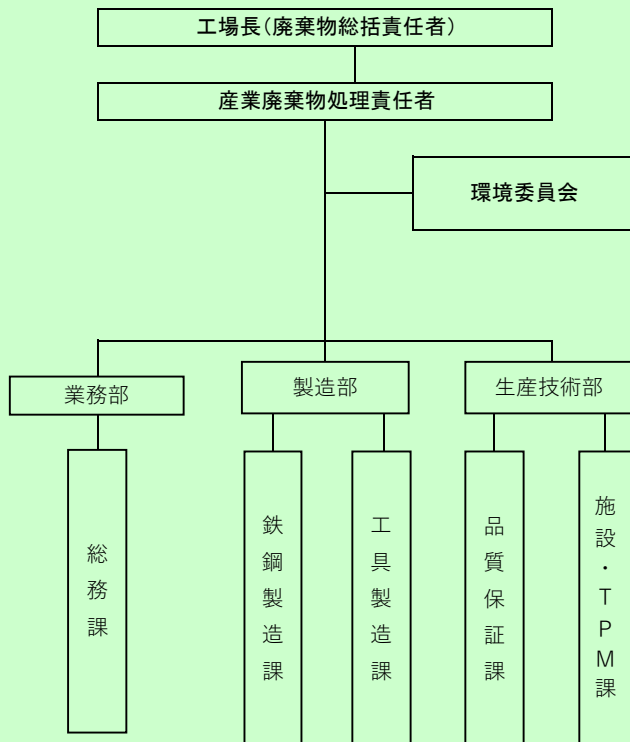 工場長(廃棄物総括責任者)
産業廃棄物処理責任者
環境委員会
業務部
製造部
生産技術部
総務課
鉄鋼製造課
工具製造課
品質保証課
施設・TPM課